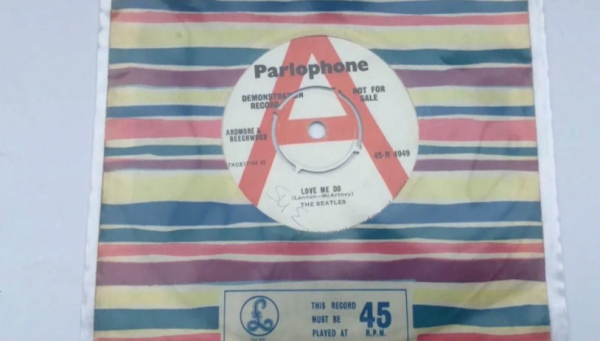 Parlophone
DEMONSTRATION
RECORD
NOT FOR
SALE
ARDMORE &
BEECHWOOD
45-R 4949
LOVE ME DO
(Lennon—McArtney)
THE BEATLES
THIS RECORD
MUST BE
PLAYED AT
45
R.P.M.